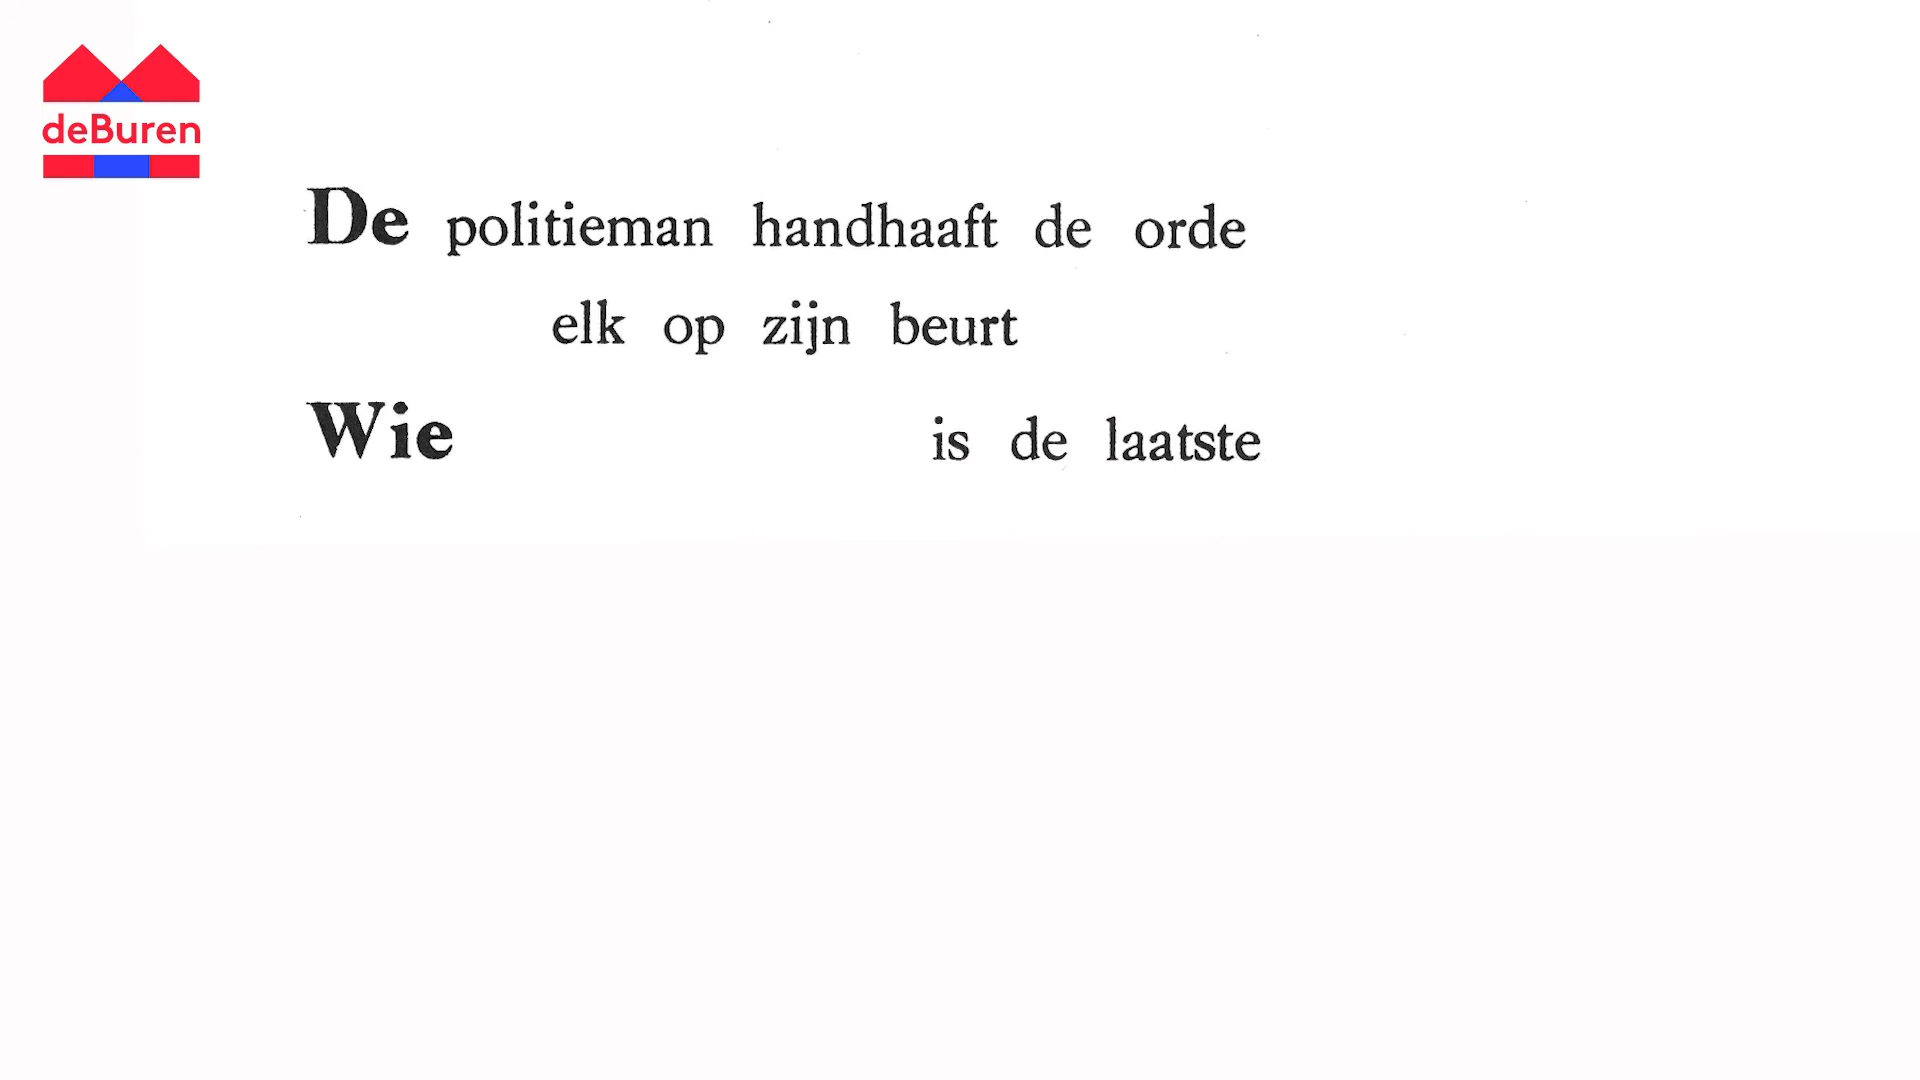 deBuren
De politieman handhaaft de orde
elk op zijn beurt
Wie is de laatste